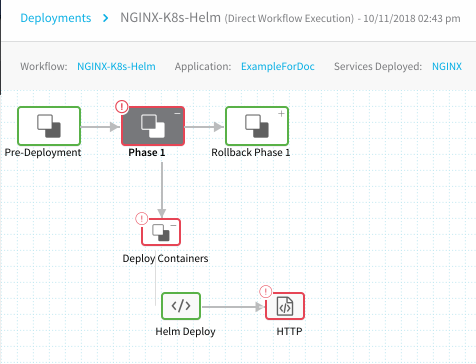 Deployments > NGINX-K8s-Helm (Direct Workflow Execution) - 10/11/2018 02:43 pm
Workflow: NGINX-K8s-Helm Application: ExampleForDoc Services Deployed: NGINX
Pre-Deployment Phase 1 Rollback Phase 1
Deploy Containers
Helm Deploy HTTP